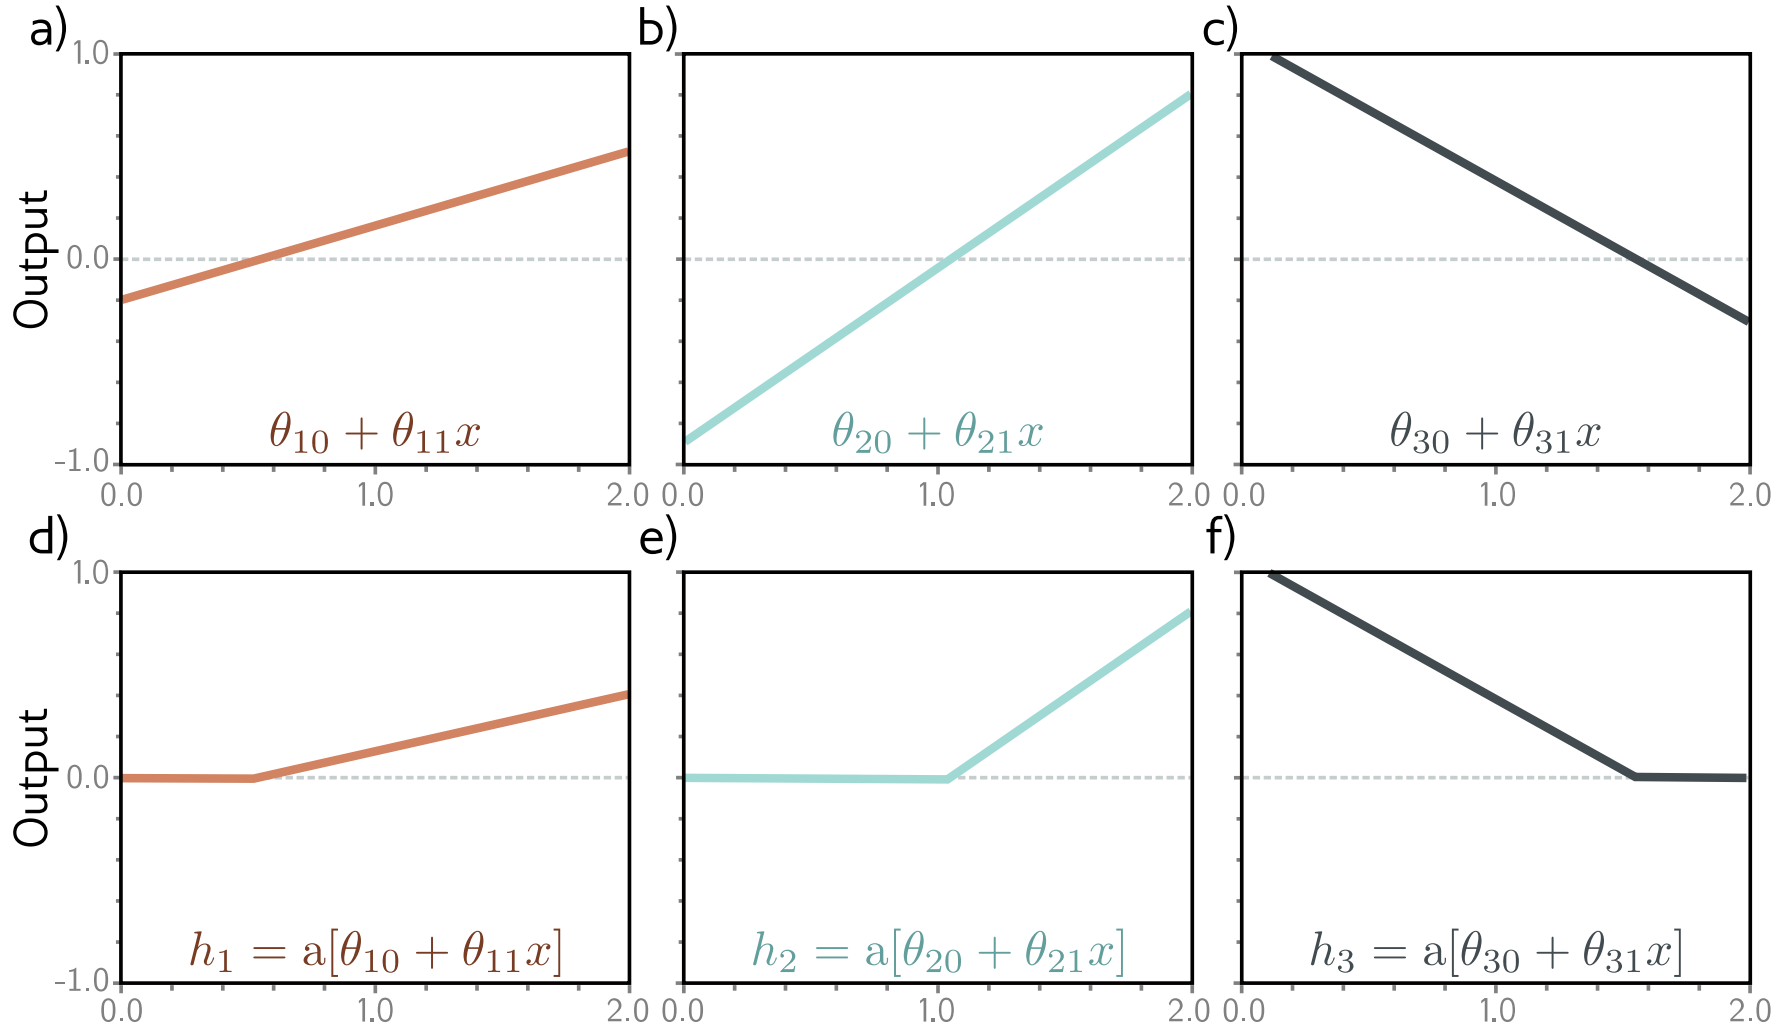 a)
b)
c)
1.0
0.0
-1.0
Output
θ₁₀ + θ₁₁x
θ₂₀ + θ₂₁x
θ₃₀ + θ₃₁x
0.0 1.0 2.0
0.0 1.0 2.0
0.0 1.0 2.0
d)
e)
f)
1.0
0.0
-1.0
Output
h₁ = a[θ₁₀ + θ₁₁x]
h₂ = a[θ₂₀ + θ₂₁x]
h₃ = a[θ₃₀ + θ₃₁x]
0.0 1.0 2.0
0.0 1.0 2.0
0.0 1.0 2.0